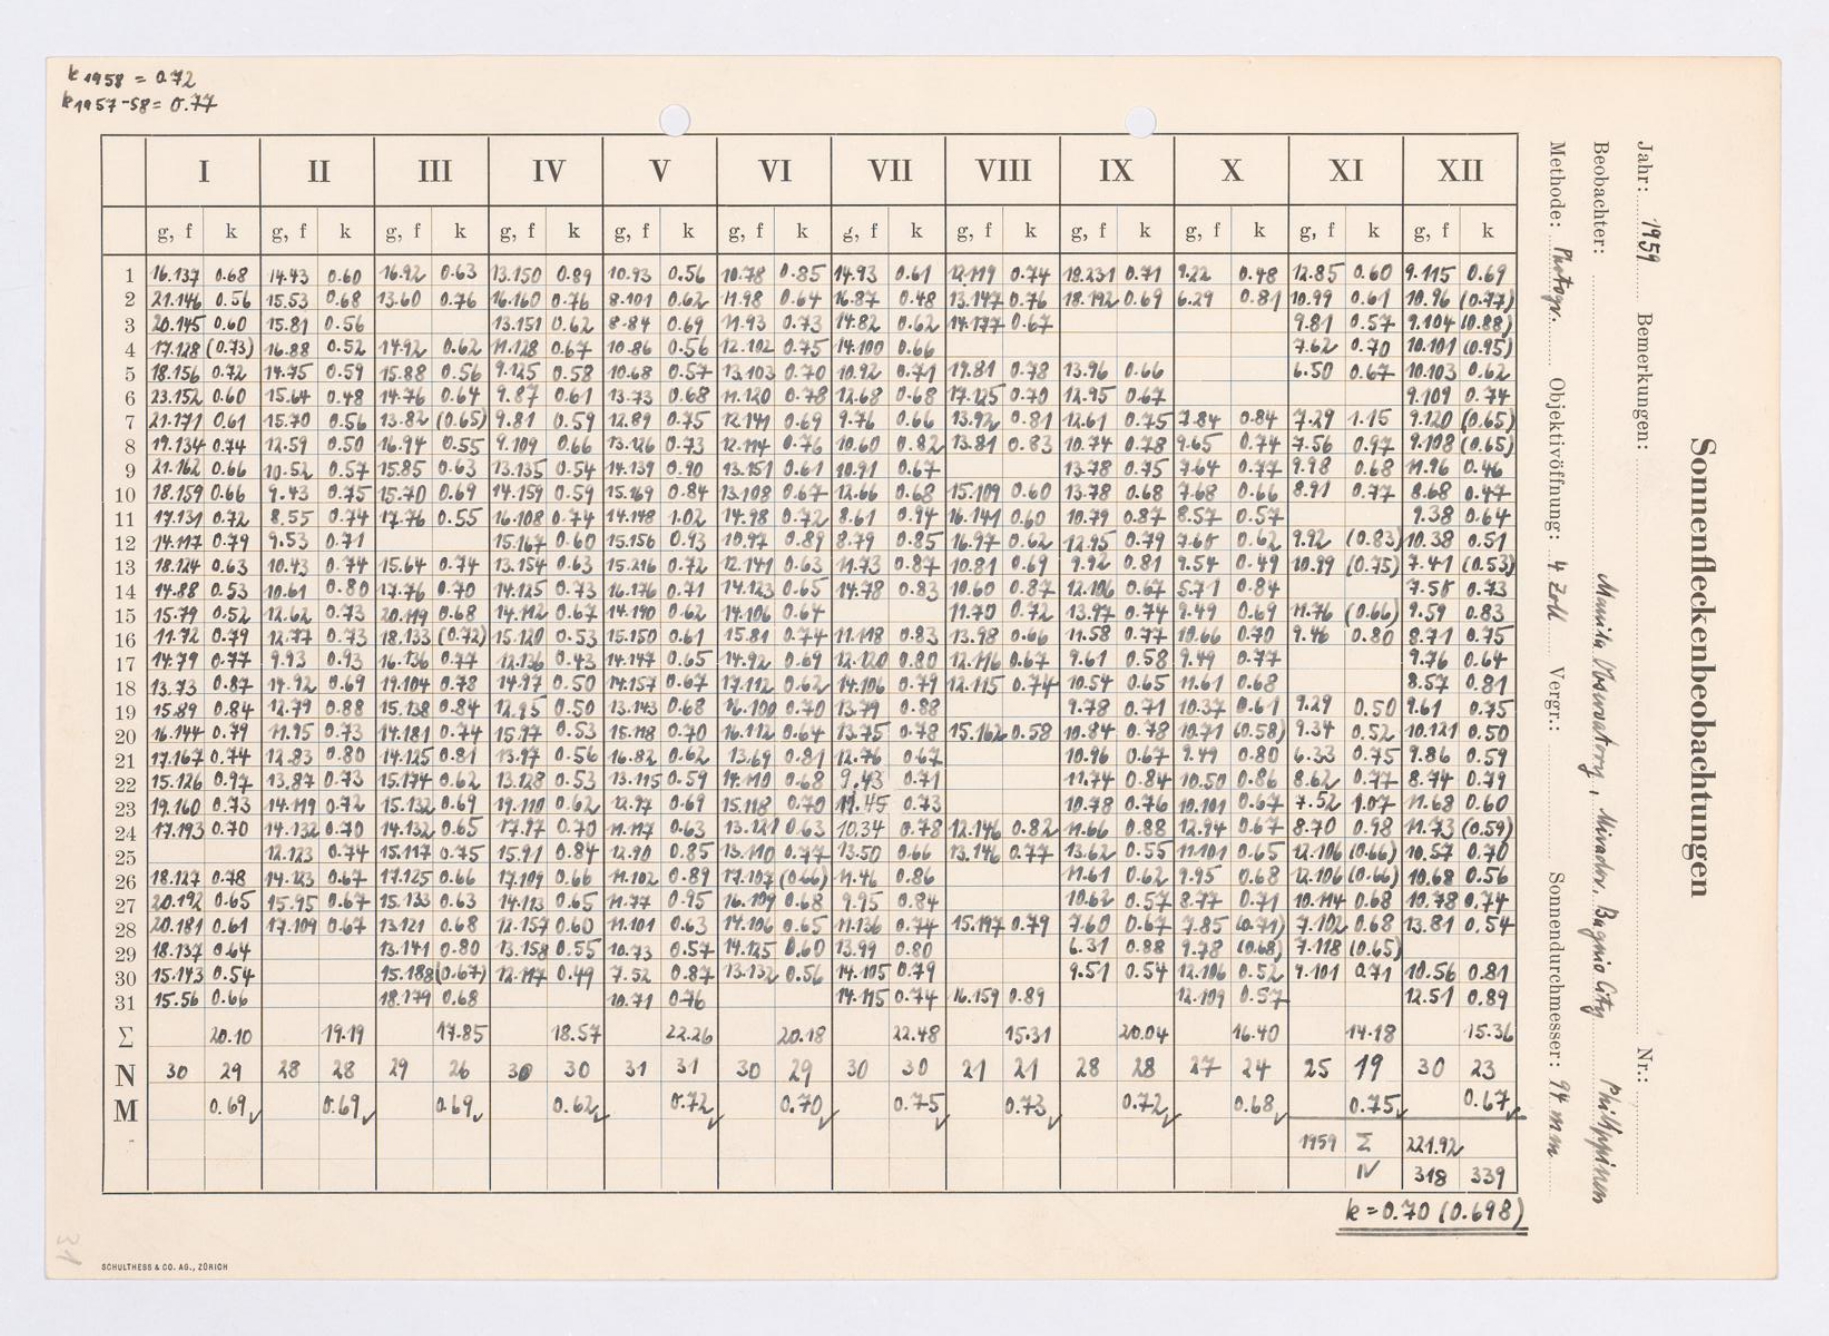 k 1958 = 0.72
k 1957-58 = 0.77
Sonnenfleckenbeobachtungen
Jahr: 1959 Bemerkungen: Nr.:
Beobachter: Manila Observatory, Mirador. Baguio City Philippinen
Methode: Photogr. Objektivöffnung: 4 Zoll Vergr.: Sonnendurchmesser: 94 mm
I II III IV V VI VII VIII IX X XI XII
g, f k g, f k g, f k g, f k g, f k g, f k g, f k g, f k g, f k g, f k g, f k g, f k
1 16.137 0.68 14.43 0.60 16.92 0.63 13.150 0.89 10.93 0.56 10.78 0.85 14.93 0.61 12.119 0.74 18.231 0.71 9.22 0.48 12.85 0.60 9.115 0.69
2 21.146 0.56 15.53 0.68 13.60 0.76 16.160 0.76 8.101 0.62 11.98 0.64 16.87 0.48 13.147 0.76 18.192 0.69 6.29 0.81 10.99 0.61 10.96 (0.77)
3 20.145 0.60 15.81 0.56 13.151 0.62 8.84 0.69 11.93 0.73 14.82 0.62 14.177 0.67 9.81 0.57 9.104 (0.88)
4 17.128 (0.73) 16.88 0.52 14.92 0.62 11.128 0.67 10.86 0.56 12.102 0.75 14.100 0.66 7.62 0.70 10.101 (0.95)
5 18.156 0.72 14.75 0.59 15.88 0.56 9.125 0.58 10.68 0.57 13.103 0.70 10.92 0.71 19.81 0.78 13.96 0.66 6.50 0.67 10.103 0.62
6 23.152 0.60 15.64 0.48 14.76 0.64 9.87 0.61 13.73 0.68 11.120 0.78 12.68 0.68 17.125 0.70 12.95 0.67 9.109 0.74
7 21.171 0.61 15.70 0.56 13.82 (0.65) 9.81 0.59 12.89 0.75 12.141 0.69 9.76 0.66 13.92 0.81 12.61 0.75 7.84 0.84 7.29 1.15 9.120 (0.65)
8 19.134 0.74 12.59 0.50 16.94 0.55 9.109 0.66 13.126 0.73 12.114 0.76 10.60 0.82 13.81 0.83 10.74 0.78 9.65 0.74 7.56 0.97 9.108 (0.65)
9 21.162 0.66 10.52 0.57 15.85 0.63 13.135 0.54 14.139 0.90 13.151 0.61 10.91 0.67 13.78 0.75 7.64 0.77 9.98 0.68 11.96 0.46
10 18.159 0.66 9.43 0.75 15.70 0.69 14.159 0.59 15.169 0.84 13.108 0.67 12.66 0.68 15.109 0.60 13.78 0.68 7.68 0.66 8.91 0.77 8.68 0.47
11 17.131 0.72 8.55 0.74 17.76 0.55 16.108 0.74 14.148 1.02 14.98 0.72 8.61 0.94 16.141 0.60 10.79 0.87 8.57 0.57 9.38 0.64
12 14.117 0.79 9.53 0.71 15.167 0.60 15.156 0.93 10.97 0.89 8.79 0.85 16.97 0.62 12.95 0.79 7.60 0.62 9.92 (0.83) 10.38 0.51
13 18.124 0.63 10.43 0.74 15.64 0.74 13.154 0.63 15.216 0.72 12.141 0.63 11.73 0.87 10.81 0.69 9.92 0.81 9.54 0.49 10.99 (0.75) 7.41 (0.53)
14 14.88 0.53 10.61 0.80 17.76 0.70 14.125 0.73 16.176 0.71 14.123 0.65 14.78 0.83 10.60 0.87 12.106 0.67 5.71 0.84 7.58 0.73
15 15.79 0.52 12.62 0.73 20.119 0.68 14.112 0.67 14.190 0.62 14.106 0.64 11.70 0.72 13.97 0.74 9.49 0.69 11.76 (0.66) 9.59 0.83
16 11.72 0.79 12.77 0.73 18.133 (0.72) 15.120 0.53 15.150 0.61 15.81 0.74 11.118 0.83 13.98 0.66 11.58 0.77 10.66 0.70 9.46 0.80 8.71 0.75
17 14.79 0.77 9.93 0.93 16.136 0.77 12.136 0.43 14.147 0.65 14.92 0.69 12.120 0.80 12.116 0.67 9.61 0.58 9.49 0.77 9.76 0.64
18 13.73 0.87 14.92 0.69 19.104 0.78 14.97 0.50 14.157 0.67 17.112 0.62 14.106 0.79 12.115 0.74 10.54 0.65 11.61 0.68 8.57 0.81
19 15.89 0.84 12.79 0.88 15.138 0.84 12.95 0.50 13.143 0.68 16.100 0.70 13.79 0.88 9.78 0.71 10.37 0.61 9.29 0.50 9.61 0.75
20 16.144 0.79 11.95 0.73 14.181 0.74 15.97 0.53 15.118 0.70 16.112 0.64 13.75 0.78 15.162 0.58 10.84 0.78 10.71 (0.58) 9.34 0.52 10.121 0.50
21 17.167 0.74 12.83 0.80 14.125 0.81 13.97 0.56 16.82 0.62 13.69 0.81 12.76 0.67 10.96 0.67 9.49 0.80 6.33 0.75 9.86 0.59
22 15.126 0.97 13.87 0.73 15.174 0.62 13.128 0.53 13.115 0.59 14.110 0.68 9.43 0.71 11.74 0.84 10.50 0.86 8.62 0.77 8.74 0.79
23 19.160 0.73 14.119 0.72 15.132 0.69 19.110 0.62 12.97 0.69 15.118 0.70 11.45 0.73 10.78 0.76 10.101 0.67 7.52 1.07 11.68 0.60
24 17.193 0.70 14.132 0.70 14.132 0.65 17.97 0.70 11.117 0.63 13.121 0.63 10.34 0.78 12.146 0.82 11.66 0.88 12.94 0.67 8.70 0.98 11.73 (0.59)
25 12.123 0.74 15.117 0.75 15.91 0.84 12.90 0.85 13.110 0.77 13.50 0.66 13.146 0.77 13.62 0.55 11.101 0.65 12.106 (0.66) 10.57 0.70
26 18.127 0.78 14.123 0.67 17.125 0.66 17.109 0.66 11.102 0.89 17.107 (0.66) 11.46 0.86 11.61 0.62 9.95 0.68 12.106 (0.66) 10.68 0.56
27 20.192 0.65 15.95 0.67 15.133 0.63 14.113 0.65 11.77 0.95 16.109 0.68 9.95 0.84 10.62 0.57 8.77 0.71 10.114 0.68 10.78 0.74
28 20.181 0.61 17.109 0.67 13.121 0.68 12.157 0.60 11.101 0.63 14.106 0.65 11.136 0.74 15.197 0.79 7.60 0.67 7.85 (0.71) 7.102 0.68 13.81 0.54
29 18.137 0.64 13.141 0.80 13.158 0.55 10.73 0.57 14.125 0.60 13.99 0.80 6.31 0.88 9.78 (0.68) 7.118 (0.65)
30 15.143 0.54 15.188 (0.67) 12.117 0.49 7.52 0.87 13.132 0.56 14.105 0.79 9.51 0.54 12.106 0.52 9.101 0.71 10.56 0.81
31 15.56 0.66 18.179 0.68 10.71 0.76 14.115 0.74 16.159 0.89 12.109 0.57 12.51 0.89
Σ 20.10 19.19 17.85 18.57 22.26 20.18 22.48 15.31 20.04 16.40 14.18 15.36
N 30 29 28 28 29 26 30 30 31 31 30 29 30 30 21 21 28 28 27 24 25 19 30 23
M 0.69 0.69 0.69 0.62 0.72 0.70 0.75 0.73 0.72 0.68 0.75 0.67
1959 Σ 221.92
N 318 339
k = 0.70 (0.698)
31
SCHULTHESS & CO. AG., ZÜRICH